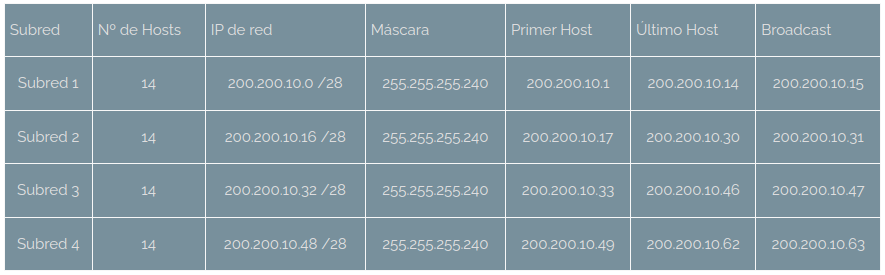 Subred Nº de Hosts IP de red Máscara Primer Host Último Host Broadcast
Subred 1 14 200.200.10.0 /28 255.255.255.240 200.200.10.1 200.200.10.14 200.200.10.15
Subred 2 14 200.200.10.16 /28 255.255.255.240 200.200.10.17 200.200.10.30 200.200.10.31
Subred 3 14 200.200.10.32 /28 255.255.255.240 200.200.10.33 200.200.10.46 200.200.10.47
Subred 4 14 200.200.10.48 /28 255.255.255.240 200.200.10.49 200.200.10.62 200.200.10.63